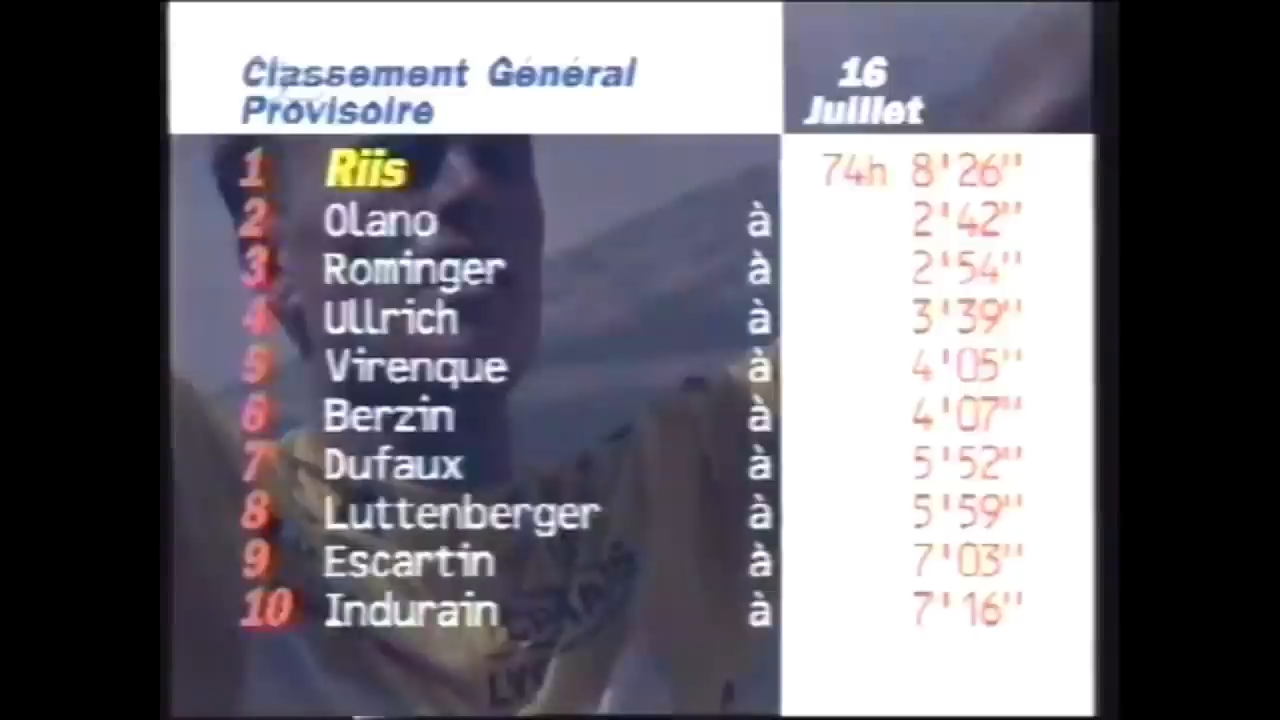 Classement Général
Provisoire
16
Juillet
1 Riis 74h 8'26''
2 Olano à 2'42''
3 Rominger à 2'54''
4 Ullrich à 3'39''
5 Virenque à 4'05''
6 Berzin à 4'07''
7 Dufaux à 5'52''
8 Luttenberger à 5'59''
9 Escartin à 7'03''
10 Indurain à 7'16''